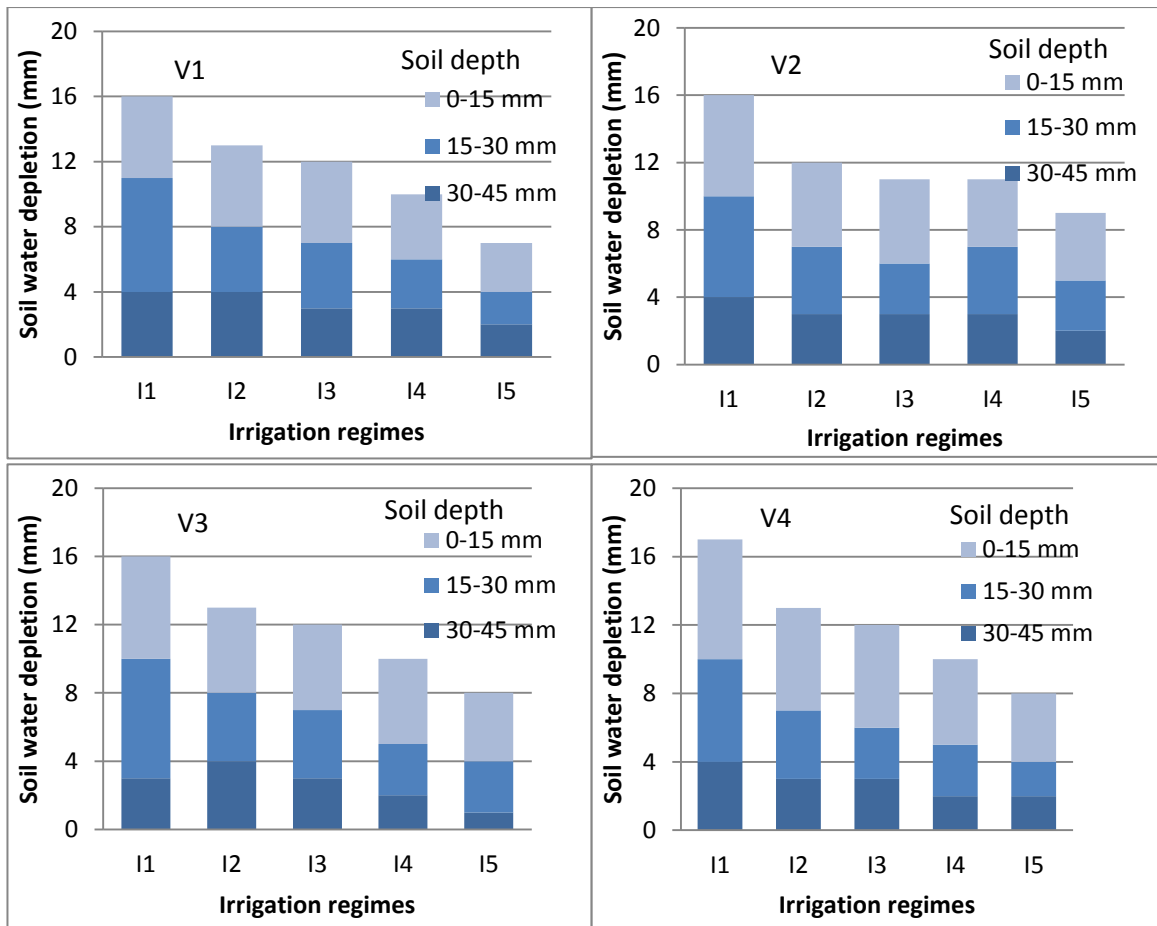 20
16
12
8
4
0
Soil water depletion (mm)
V1
Soil depth
0-15 mm
15-30 mm
30-45 mm
I1 I2 I3 I4 I5
Irrigation regimes
20
16
12
8
4
0
Soil water depletion (mm)
V2
Soil depth
0-15 mm
15-30 mm
30-45 mm
I1 I2 I3 I4 I5
Irrigation regimes
20
16
12
8
4
0
Soil water depletion (mm)
V3
Soil depth
0-15 mm
15-30 mm
30-45 mm
I1 I2 I3 I4 I5
Irrigation regimes
20
16
12
8
4
0
Soil water depletion (mm)
V4
Soil depth
0-15 mm
15-30 mm
30-45 mm
I1 I2 I3 I4 I5
Irrigation regimes